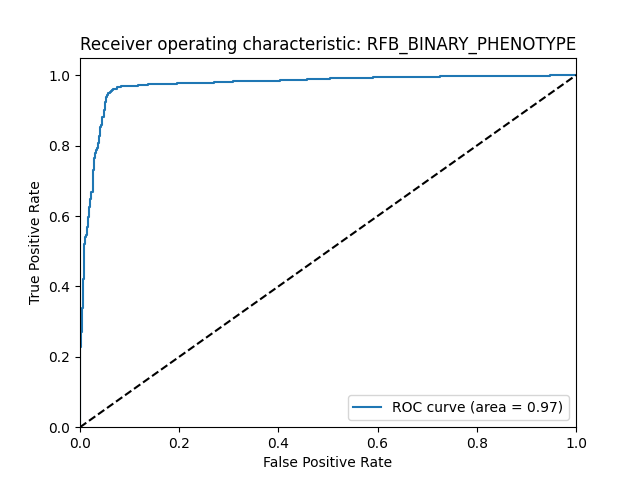 Receiver operating characteristic: RFB_BINARY_PHENOTYPE
1.0
0.8
0.6
0.4
0.2
0.0
True Positive Rate
ROC curve (area = 0.97)
0.0 0.2 0.4 0.6 0.8 1.0
False Positive Rate